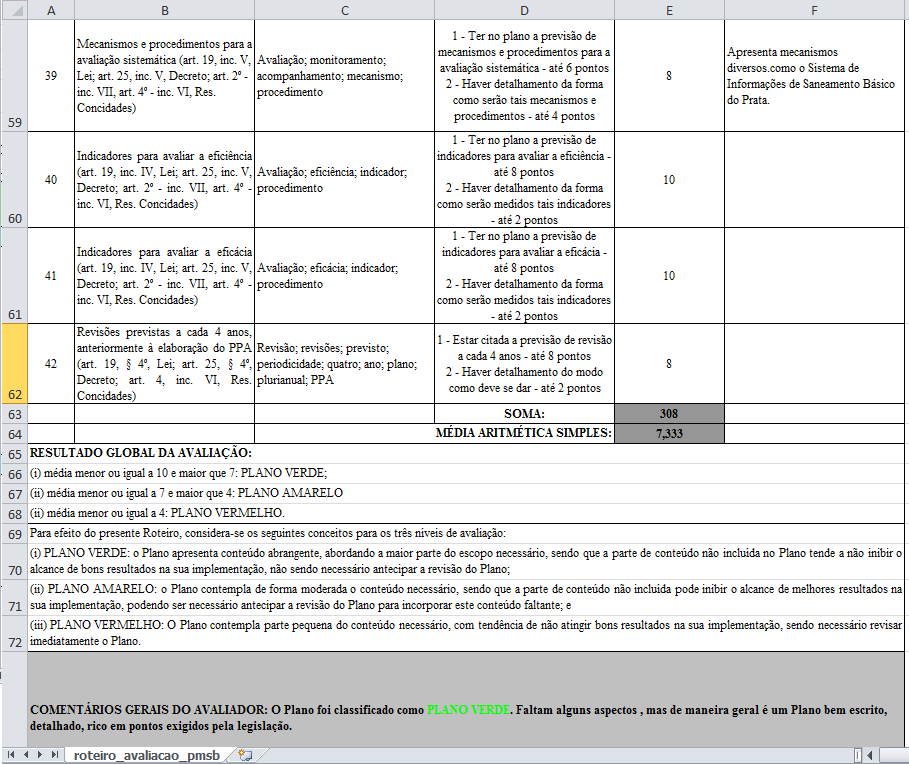 A B C D E F
59
39
Mecanismos e procedimentos para a
avaliação sistemática (art. 19, inc. V,
Lei; art. 25, inc. V, Decreto; art. 2º -
inc. VII, art. 4º - inc. VI, Res.
Concidades)
Avaliação; monitoramento;
acompanhamento; mecanismo;
procedimento
1 - Ter no plano a previsão de
mecanismos e procedimentos para a
avaliação sistemática - até 6 pontos
2 - Haver detalhamento da forma
como serão tais mecanismos e
procedimentos - até 4 pontos
8
Apresenta mecanismos
diversos.como o Sistema de
Informações de Saneamento Básico
do Prata.
60
40
Indicadores para avaliar a eficiência
(art. 19, inc. IV, Lei; art. 25, inc. V,
Decreto; art. 2º - inc. VII, art. 4º -
inc. VI, Res. Concidades)
Avaliação; eficiência; indicador;
procedimento
1 - Ter no plano a previsão de
indicadores para avaliar a eficiência -
até 8 pontos
2 - Haver detalhamento da forma
como serão medidos tais indicadores
- até 2 pontos
10
61
41
Indicadores para avaliar a eficácia
(art. 19, inc. IV, Lei; art. 25, inc. V,
Decreto; art. 2º - inc. VII, art. 4º -
inc. VI, Res. Concidades)
Avaliação; eficácia; indicador;
procedimento
1 - Ter no plano a previsão de
indicadores para avaliar a eficácia -
até 8 pontos
2 - Haver detalhamento da forma
como serão medidos tais indicadores
- até 2 pontos
10
62
42
Revisões previstas a cada 4 anos,
anteriormente à elaboração do PPA
(art. 19, § 4º, Lei; art. 25, § 4º,
Decreto; art. 4, inc. VI, Res.
Concidades)
Revisão; revisões; previsto;
periodicidade; quatro; ano; plano;
plurianual; PPA
1 - Estar citada a previsão de revisão
a cada 4 anos - até 8 pontos
2 - Haver detalhamento do modo
como deve se dar - até 2 pontos
8
63 SOMA: 308
64 MÉDIA ARITMÉTICA SIMPLES: 7,333
65 RESULTADO GLOBAL DA AVALIAÇÃO:
66 (i) média menor ou igual a 10 e maior que 7: PLANO VERDE;
67 (ii) média menor ou igual a 7 e maior que 4: PLANO AMARELO
68 (ii) média menor ou igual a 4: PLANO VERMELHO.
69 Para efeito do presente Roteiro, considera-se os seguintes conceitos para os três níveis de avaliação:
(i) PLANO VERDE: o Plano apresenta conteúdo abrangente, abordando a maior parte do escopo necessário, sendo que a parte de conteúdo não incluída no Plano tende a não inibir o
70 alcance de bons resultados na sua implementação, não sendo necessário antecipar a revisão do Plano;
(ii) PLANO AMARELO: o Plano contempla de forma moderada o conteúdo necessário, sendo que a parte de conteúdo não incluída pode inibir o alcance de melhores resultados na
71 sua implementação, podendo ser necessário antecipar a revisão do Plano para incorporar este conteúdo faltante; e
(iii) PLANO VERMELHO: O Plano contempla parte pequena do conteúdo necessário, com tendência de não atingir bons resultados na sua implementação, sendo necessário revisar
72 imediatamente o Plano.
COMENTÁRIOS GERAIS DO AVALIADOR: O Plano foi classificado como PLANO VERDE. Faltam alguns aspectos , mas de maneira geral é um Plano bem escrito,
detalhado, rico em pontos exigidos pela legislação.
roteiro_avaliacao_pmsb